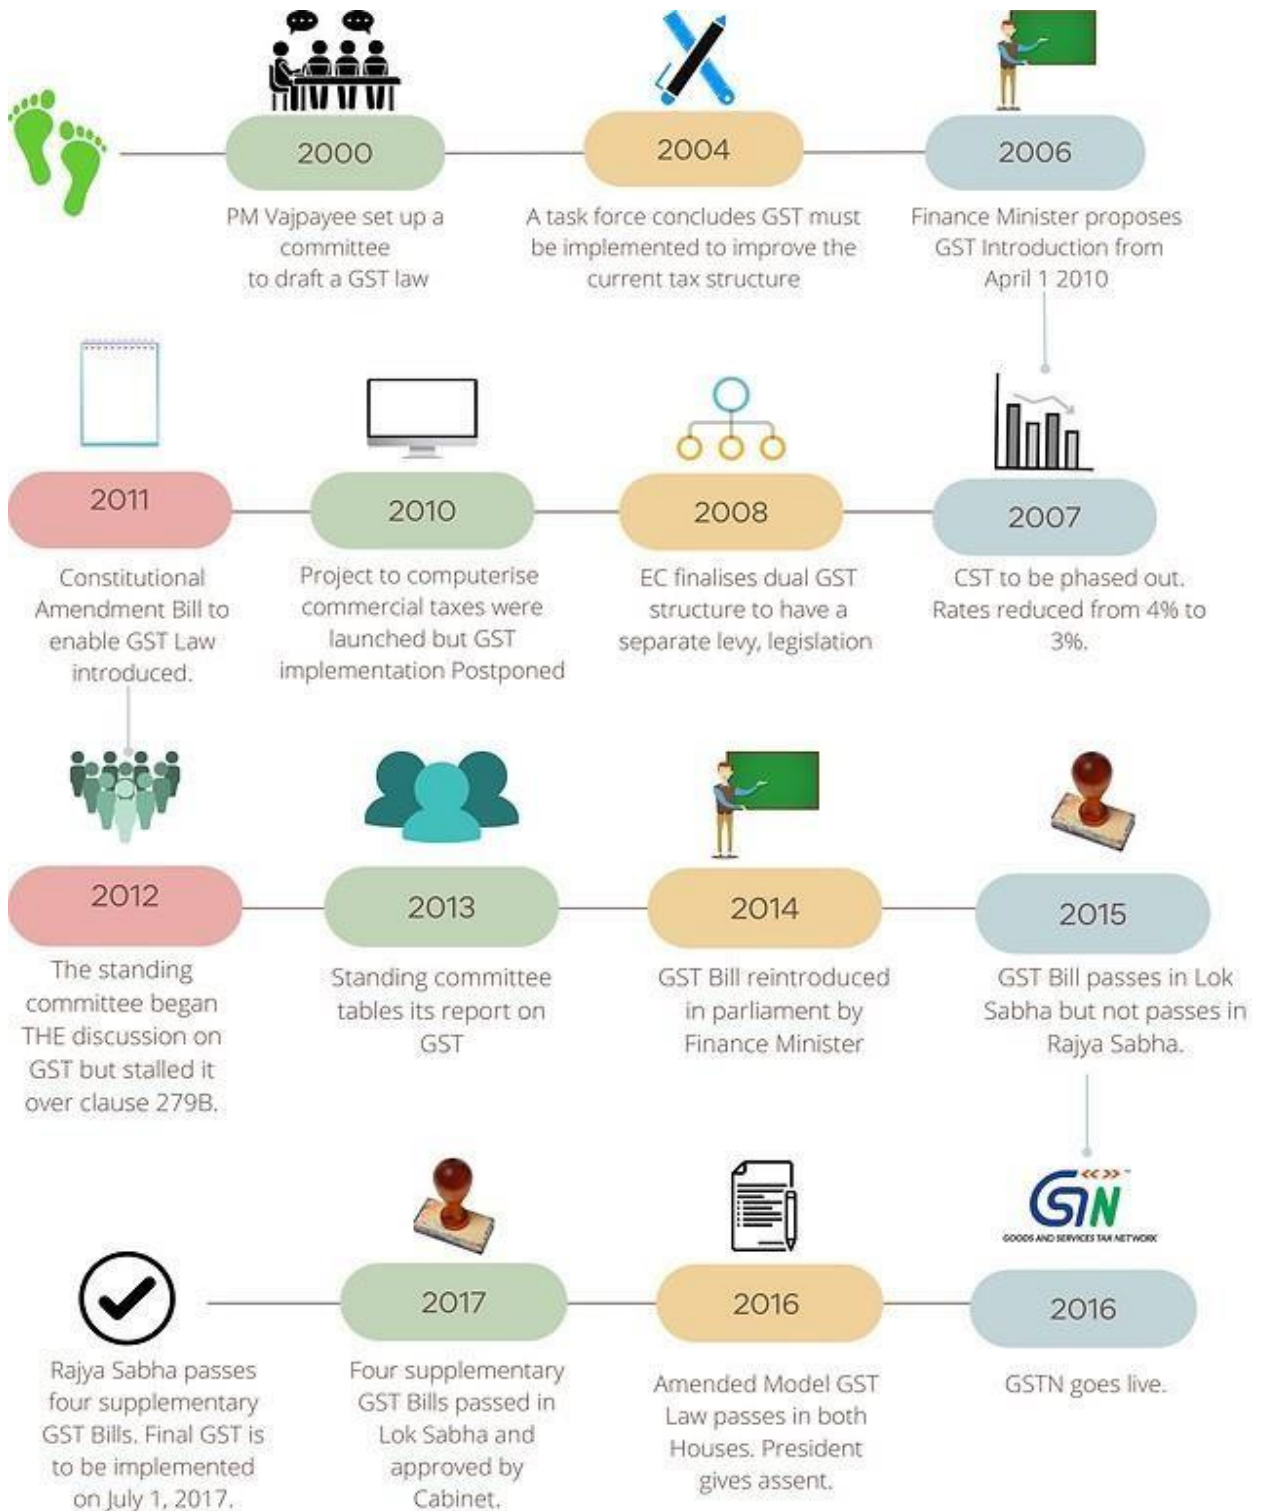 2000
PM Vajpayee set up a
committee
to draft a GST law
2004
A task force concludes GST must
be implemented to improve the
current tax structure
2006
Finance Minister proposes
GST Introduction from
April 1 2010
2007
CST to be phased out.
Rates reduced from 4% to
3%.
2008
EC finalises dual GST
structure to have a
separate levy, legislation
2010
Project to computerise
commercial taxes were
launched but GST
implementation Postponed
2011
Constitutional
Amendment Bill to
enable GST Law
introduced.
2012
The standing
committee began
THE discussion on
GST but stalled it
over clause 279B.
2013
Standing committee
tables its report on
GST
2014
GST Bill reintroduced
in parliament by
Finance Minister
2015
GST Bill passes in Lok
Sabha but not passes in
Rajya Sabha.
GSTN
GOODS AND SERVICES TAX NETWORK
2016
GSTN goes live.
2016
Amended Model GST
Law passes in both
Houses. President
gives assent.
2017
Four supplementary
GST Bills passed in
Lok Sabha and
approved by
Cabinet.
Rajya Sabha passes
four supplementary
GST Bills. Final GST is
to be implemented
on July 1, 2017.